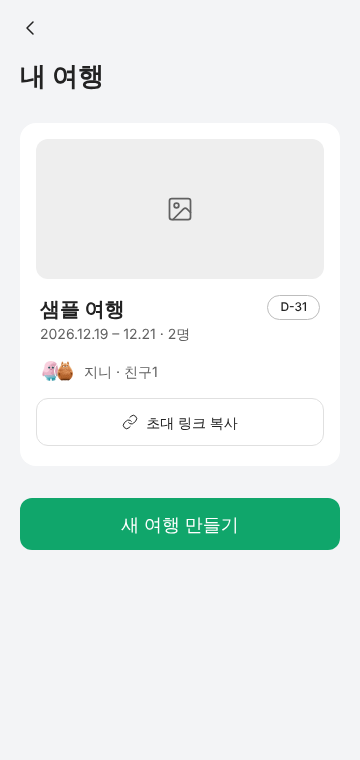 내 여행
샘플 여행
D-31
2026.12.19 – 12.21 · 2명
지니 · 친구1
초대 링크 복사
새 여행 만들기